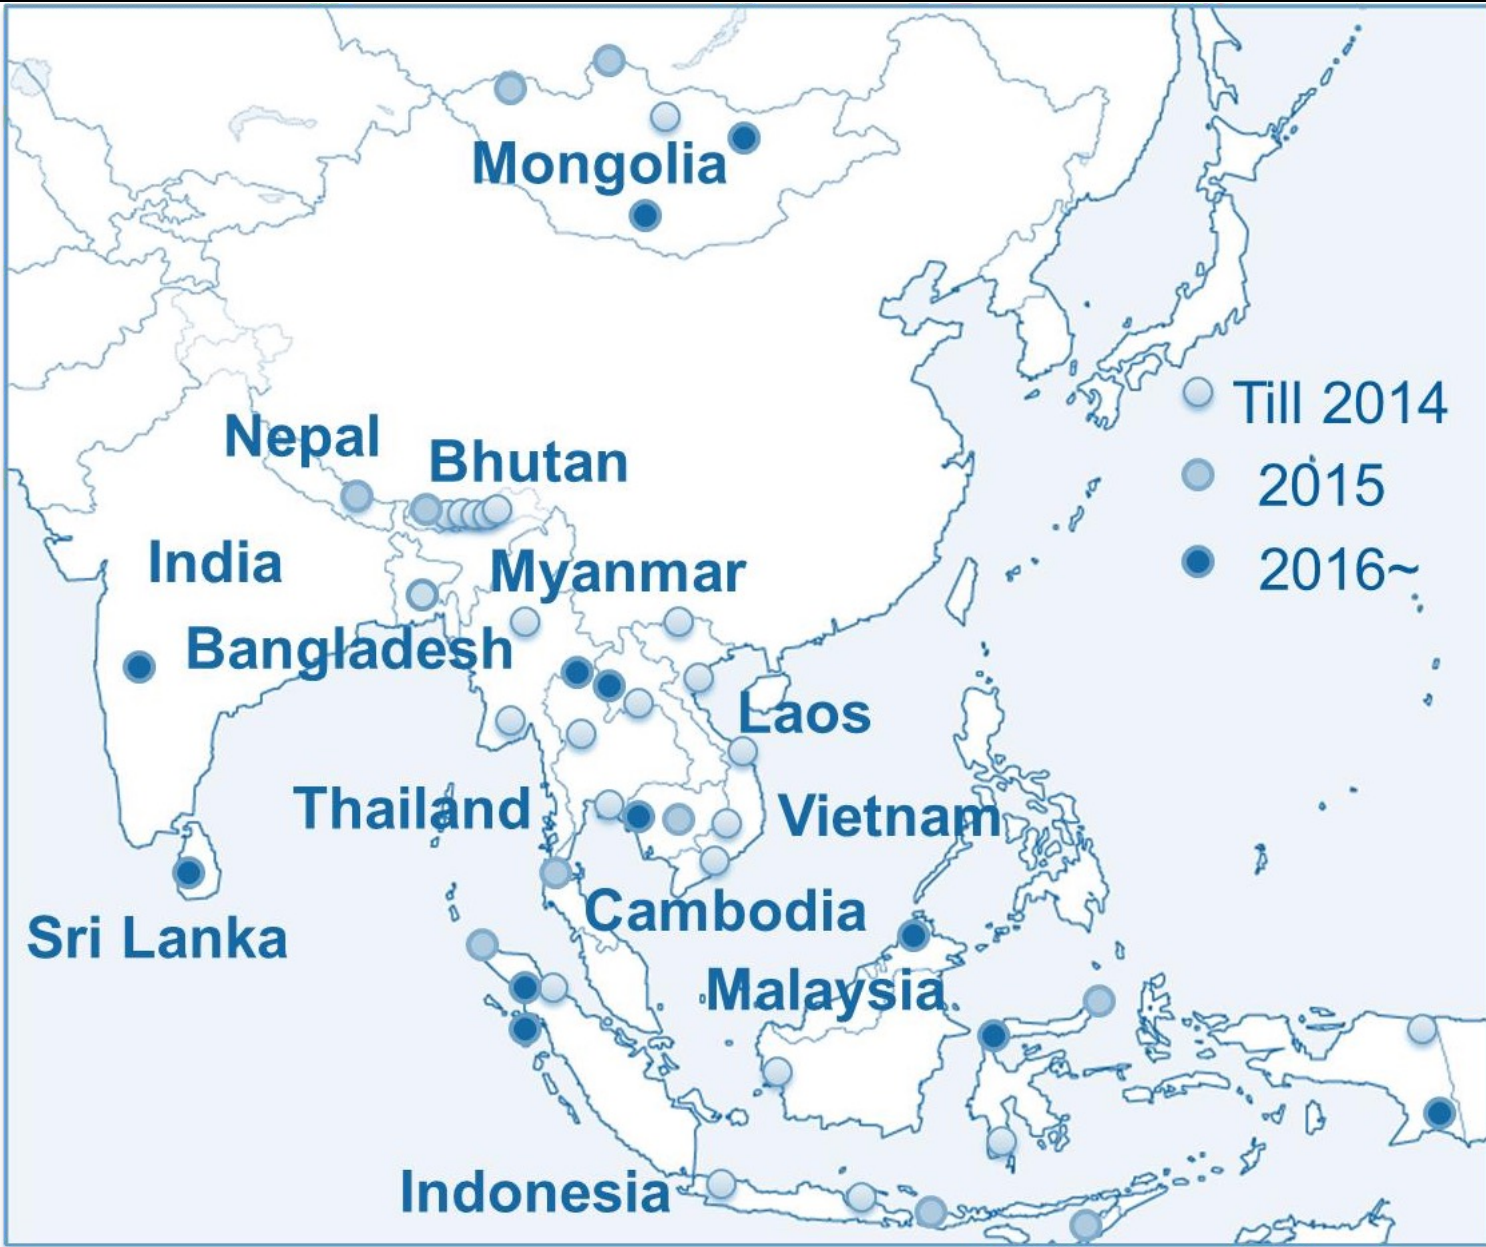 Mongolia
Till 2014
2015
2016~
Nepal
Bhutan
India
Myanmar
Bangladesh
Laos
Thailand
Vietnam
Cambodia
Sri Lanka
Malaysia
Indonesia